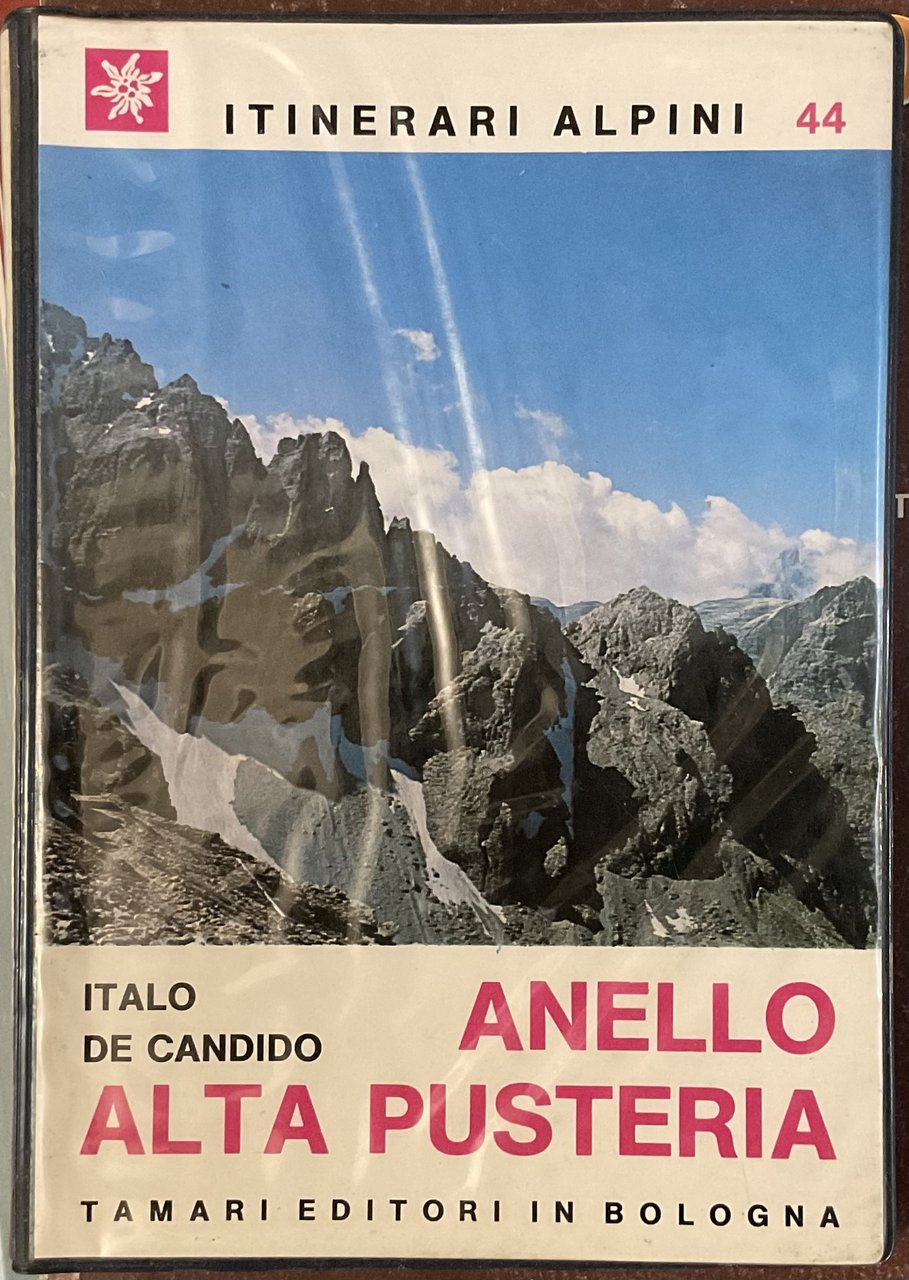 ITINERARI ALPINI 44
ITALO
DE CANDIDO
ANELLO
ALTA PUSTERIA
TAMARI EDITORI IN BOLOGNA
T